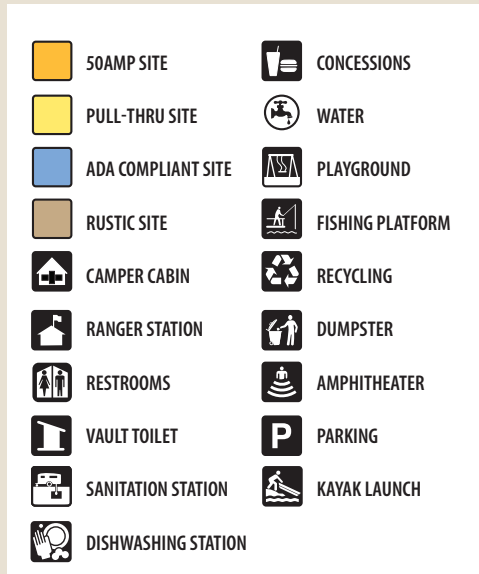 50AMP SITE
PULL-THRU SITE
ADA COMPLIANT SITE
RUSTIC SITE
CAMPER CABIN
RANGER STATION
RESTROOMS
VAULT TOILET
SANITATION STATION
DISHWASHING STATION
CONCESSIONS
WATER
PLAYGROUND
FISHING PLATFORM
RECYCLING
DUMPSTER
AMPHITHEATER
P PARKING
KAYAK LAUNCH